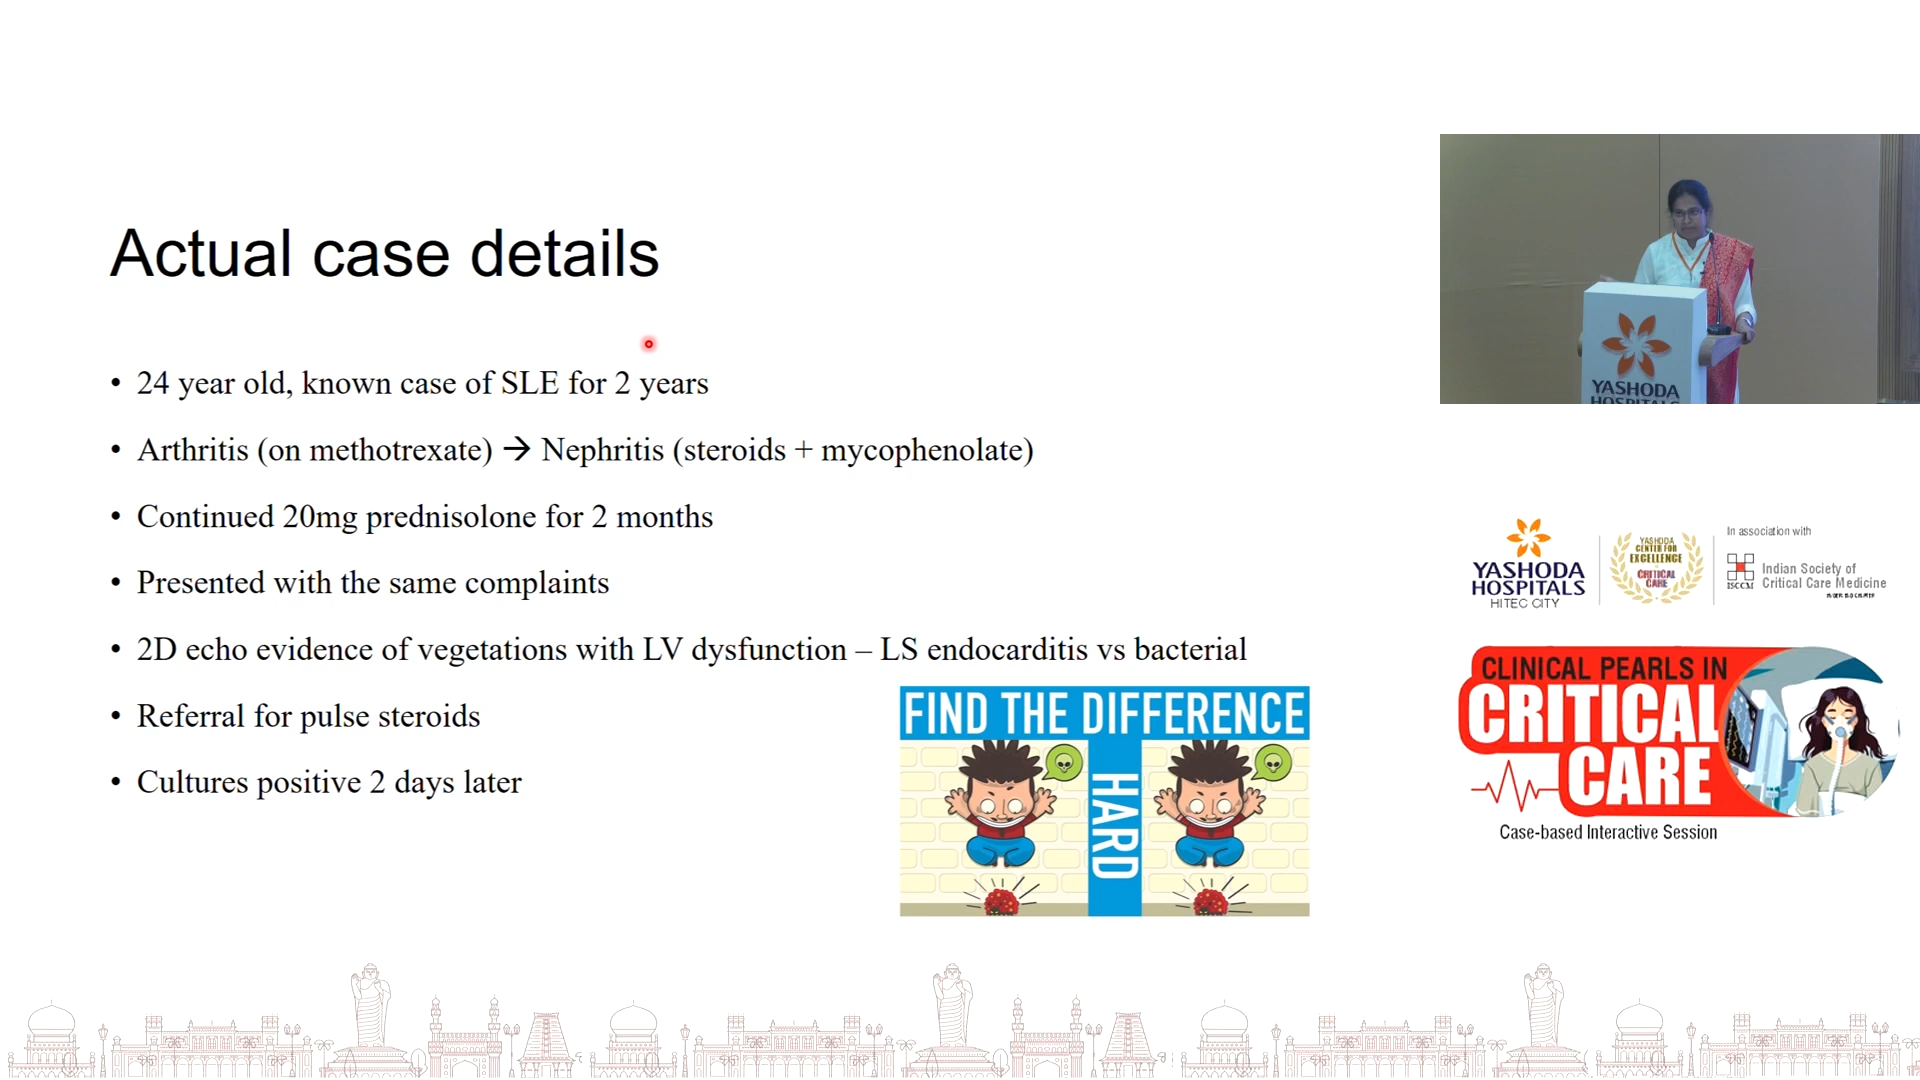 Actual case details
• 24 year old, known case of SLE for 2 years
• Arthritis (on methotrexate) → Nephritis (steroids + mycophenolate)
• Continued 20mg prednisolone for 2 months
• Presented with the same complaints
• 2D echo evidence of vegetations with LV dysfunction – LS endocarditis vs bacterial
• Referral for pulse steroids
• Cultures positive 2 days later
FIND THE DIFFERENCE
HARD
YASHODA
HOSPITALS
YASHODA
HOSPITALS
HITEC CITY
YASHODA
CENTER FOR
EXCELLENCE
CRITICAL
CARE
In association with
ISCCM
Indian Society of
Critical Care Medicine
CLINICAL PEARLS IN
CRITICAL
CARE
Case-based Interactive Session